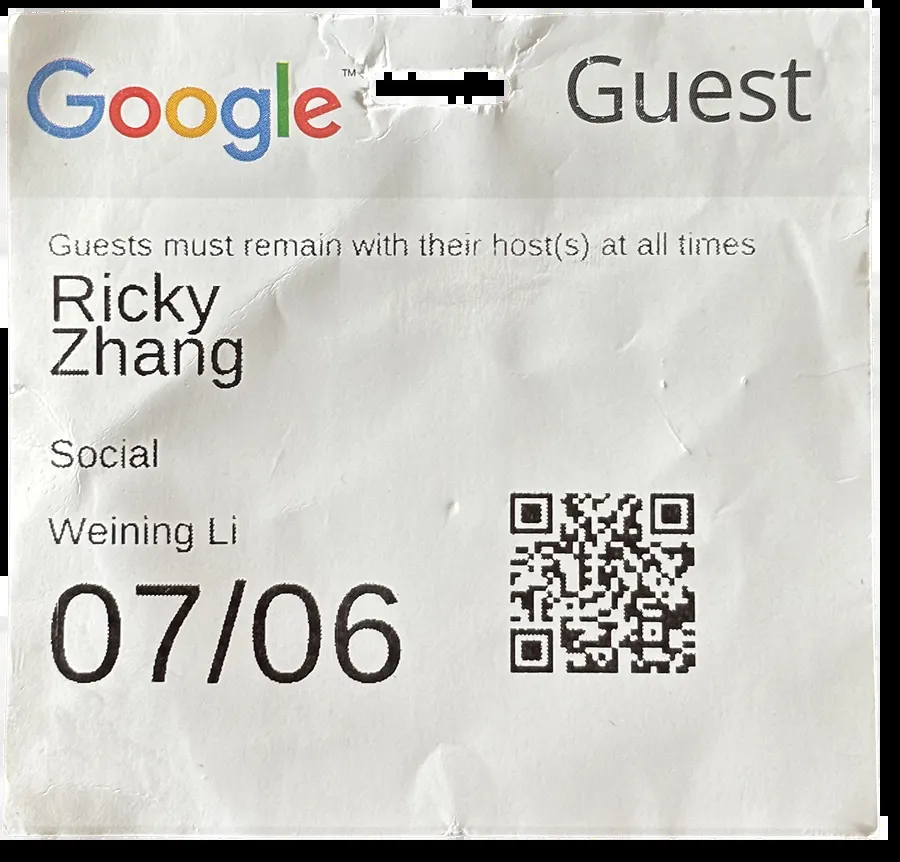 Google™ Guest
Guests must remain with their host(s) at all times
Ricky
Zhang
Social
Weining Li
07/06